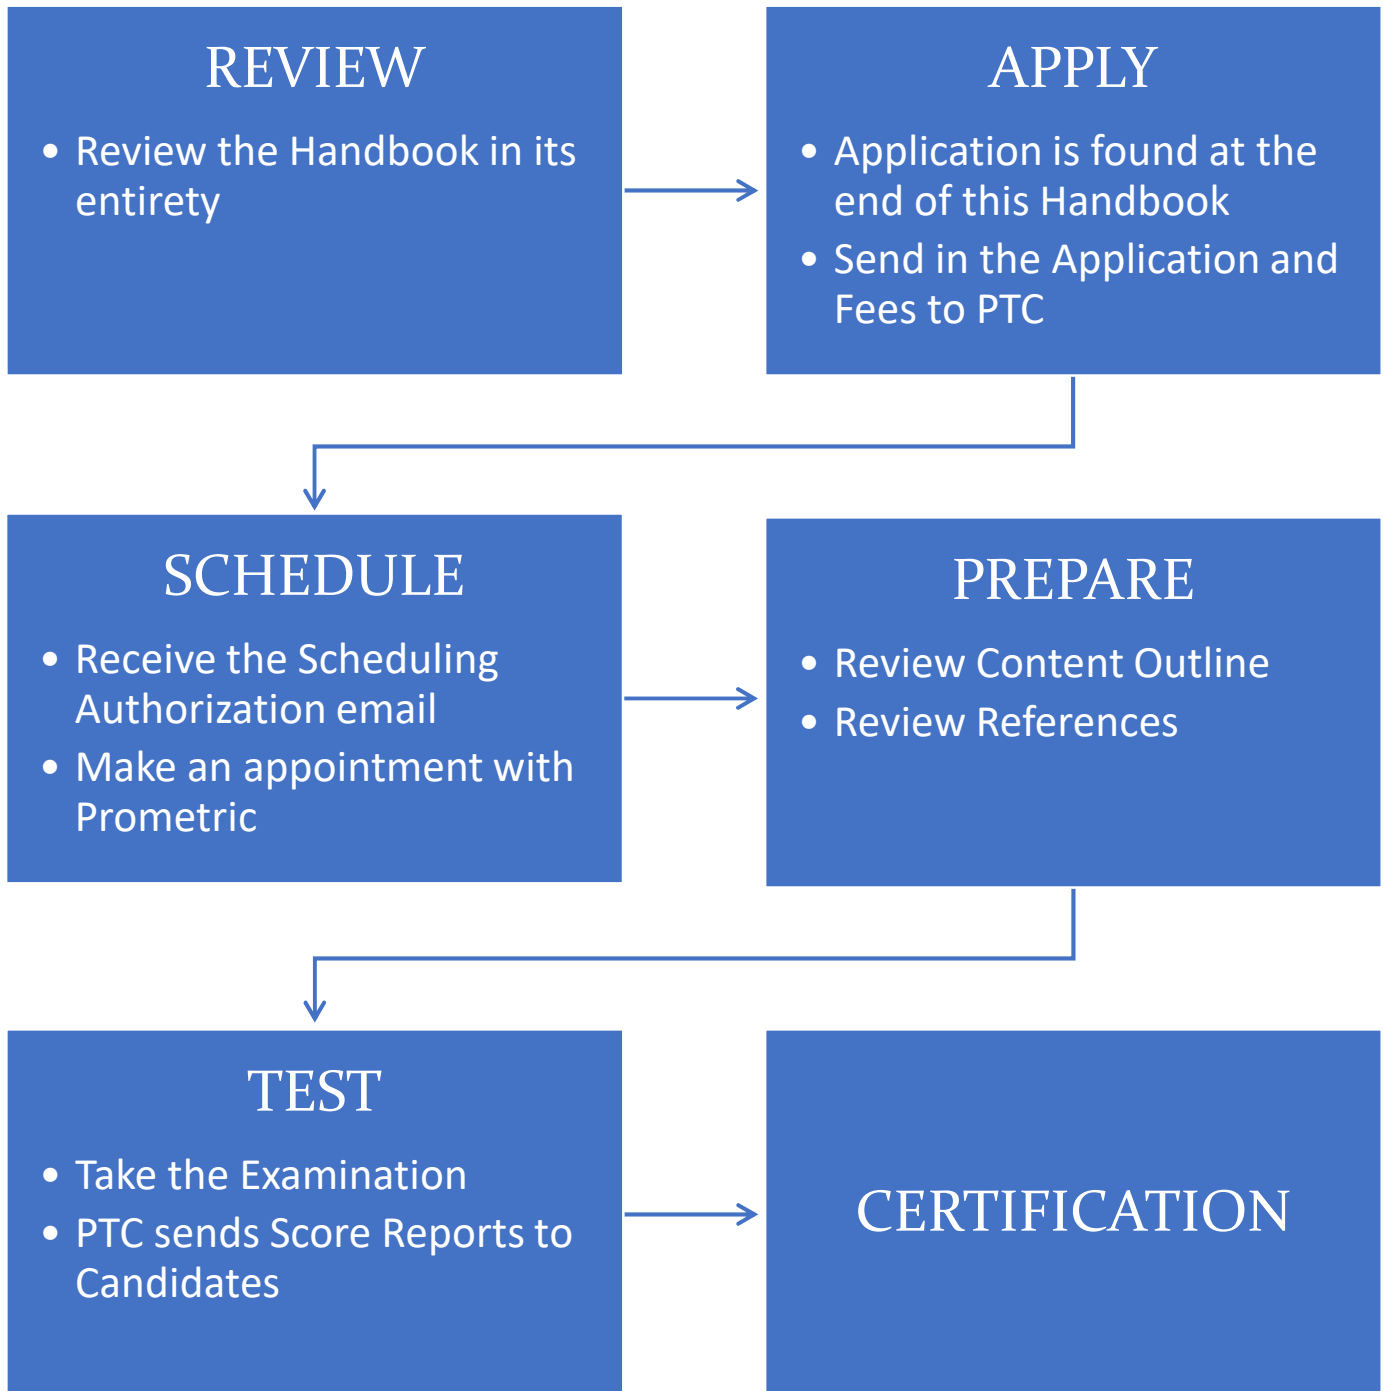 REVIEW
• Review the Handbook in its
entirety
APPLY
• Application is found at the
end of this Handbook
• Send in the Application and
Fees to PTC
SCHEDULE
• Receive the Scheduling
Authorization email
• Make an appointment with
Prometric
PREPARE
• Review Content Outline
• Review References
TEST
• Take the Examination
• PTC sends Score Reports to
Candidates
CERTIFICATION